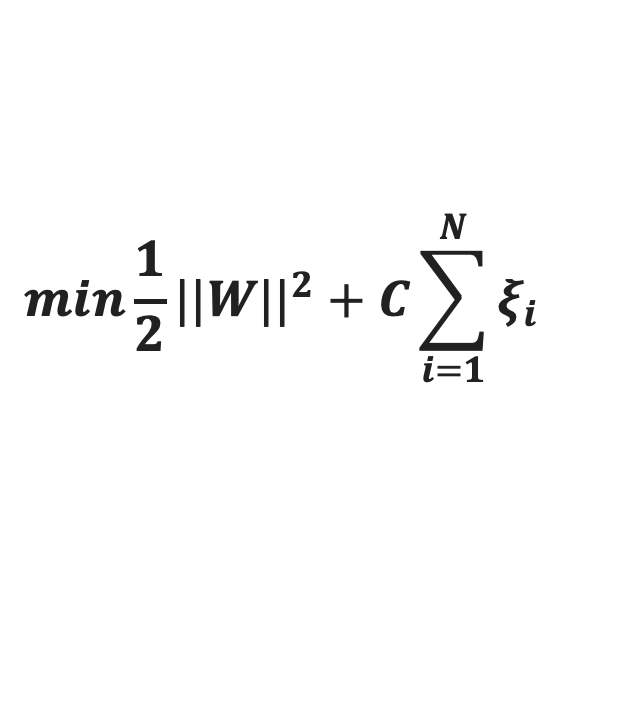 min 1/2 ||W||² + C ∑_{i=1}^{N} ξ_i